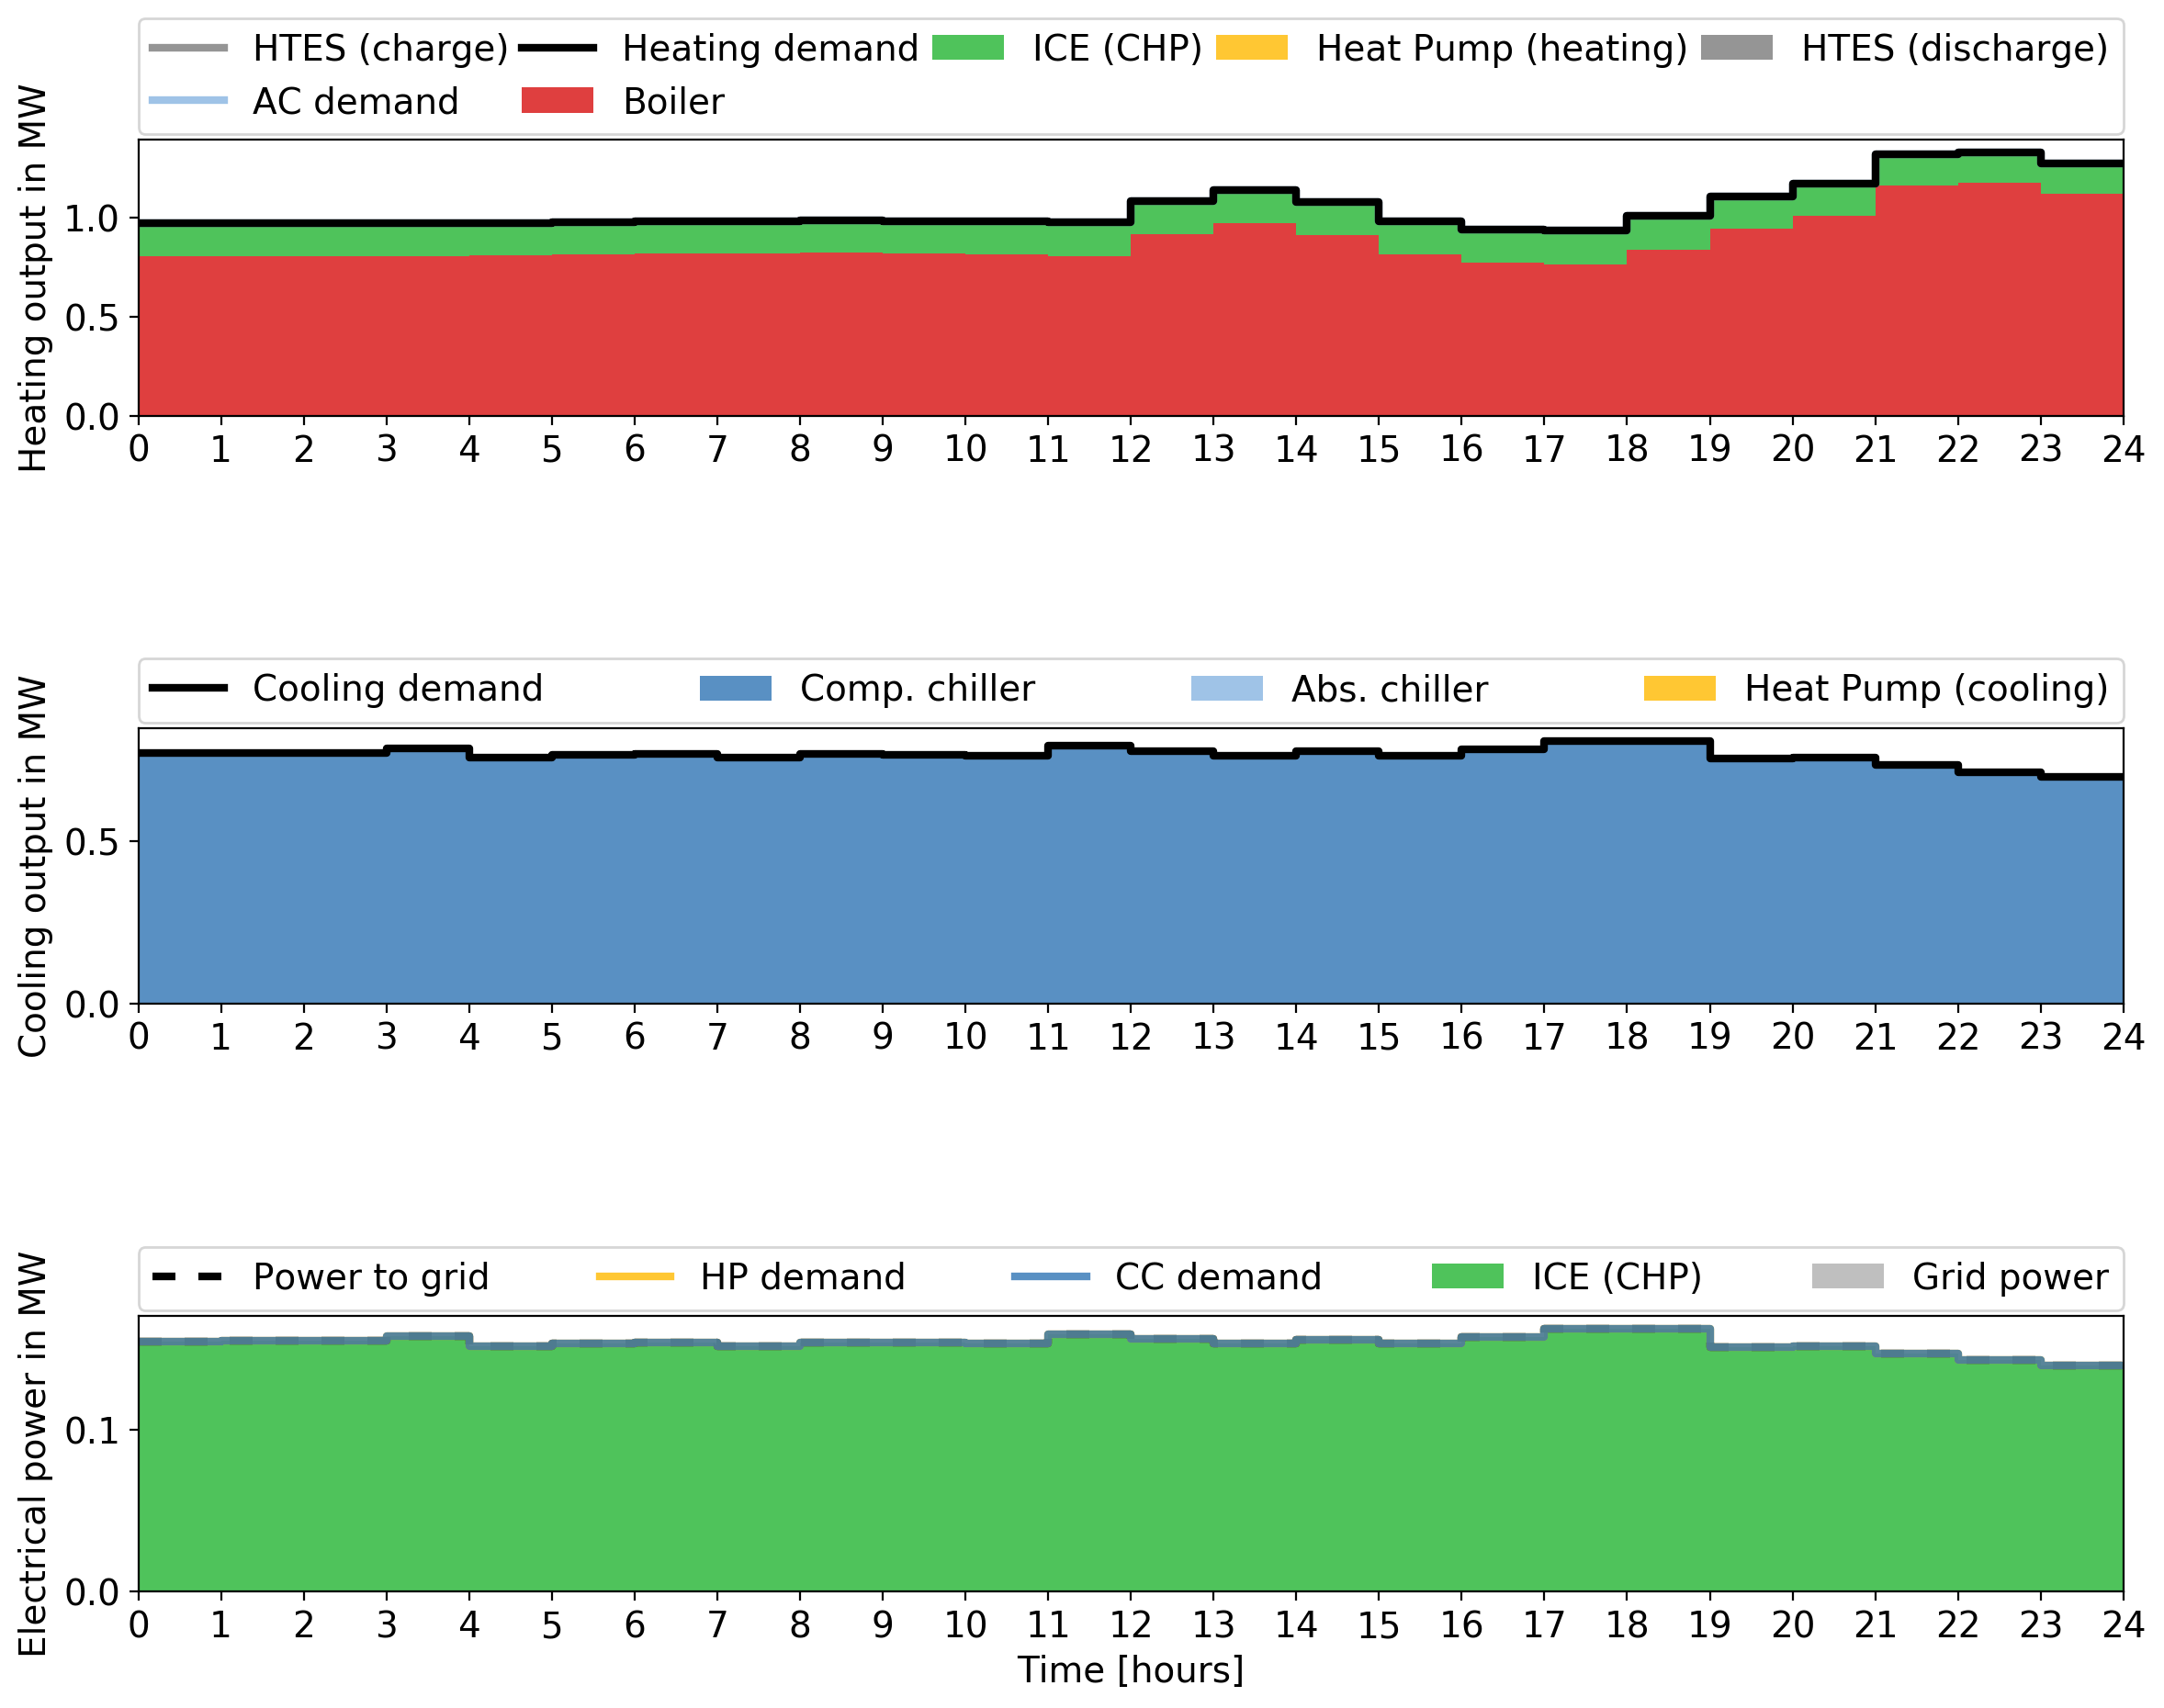 HTES (charge) Heating demand ICE (CHP) Heat Pump (heating) HTES (discharge)
AC demand Boiler
Heating output in MW
1.0
0.5
0.0
0 1 2 3 4 5 6 7 8 9 10 11 12 13 14 15 16 17 18 19 20 21 22 23 24
Cooling demand Comp. chiller Abs. chiller Heat Pump (cooling)
Cooling output in MW
0.5
0.0
0 1 2 3 4 5 6 7 8 9 10 11 12 13 14 15 16 17 18 19 20 21 22 23 24
Power to grid HP demand CC demand ICE (CHP) Grid power
Electrical power in MW
0.1
0.0
0 1 2 3 4 5 6 7 8 9 10 11 12 13 14 15 16 17 18 19 20 21 22 23 24
Time [hours]